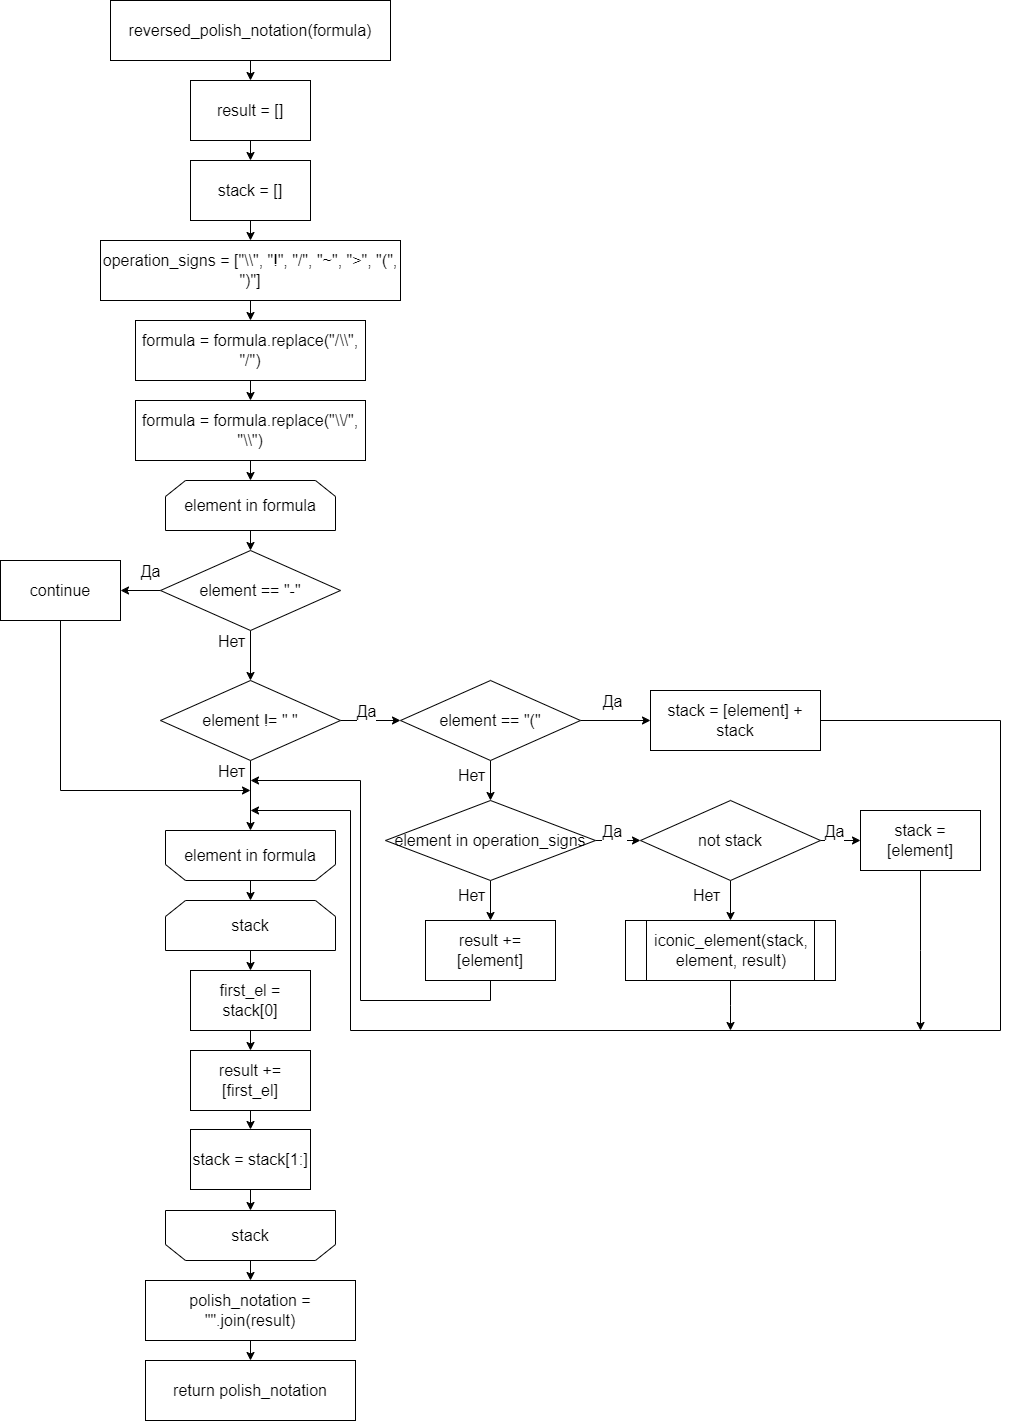 reversed_polish_notation(formula)
result = []
stack = []
operation_signs = ["\\", "!", "/", "~", ">", "(",
")"]
formula = formula.replace("/\\",
"/")
formula = formula.replace("\\/",
"\\")
element in formula
Да
continue
element == "-"
Нет
element != " "
Да
element == "("
Да
stack = [element] +
stack
Нет
Нет
element in operation_signs
Да
not stack
Да
stack =
[element]
element in formula
Нет
Нет
stack
result +=
[element]
iconic_element(stack,
element, result)
first_el =
stack[0]
result +=
[first_el]
stack = stack[1:]
stack
polish_notation =
"".join(result)
return polish_notation